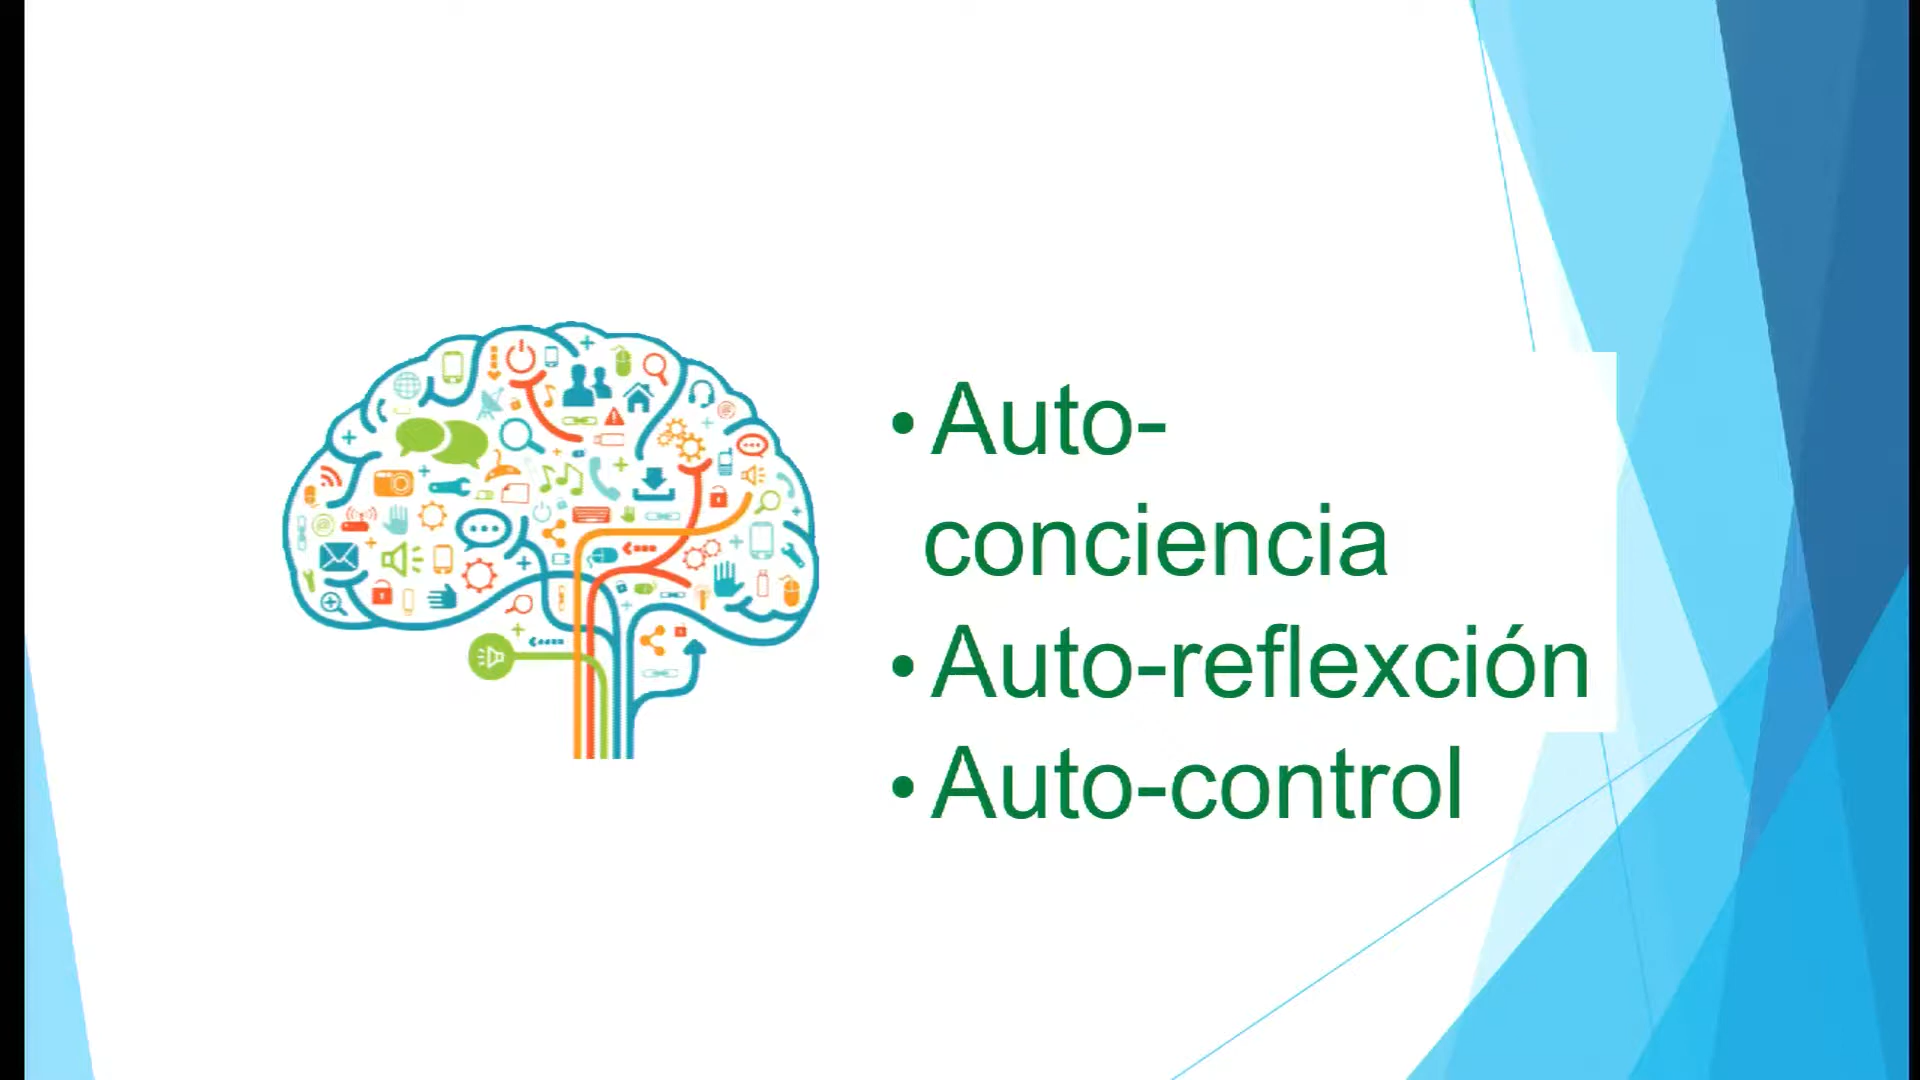 • Auto-
conciencia
• Auto-reflexción
• Auto-control